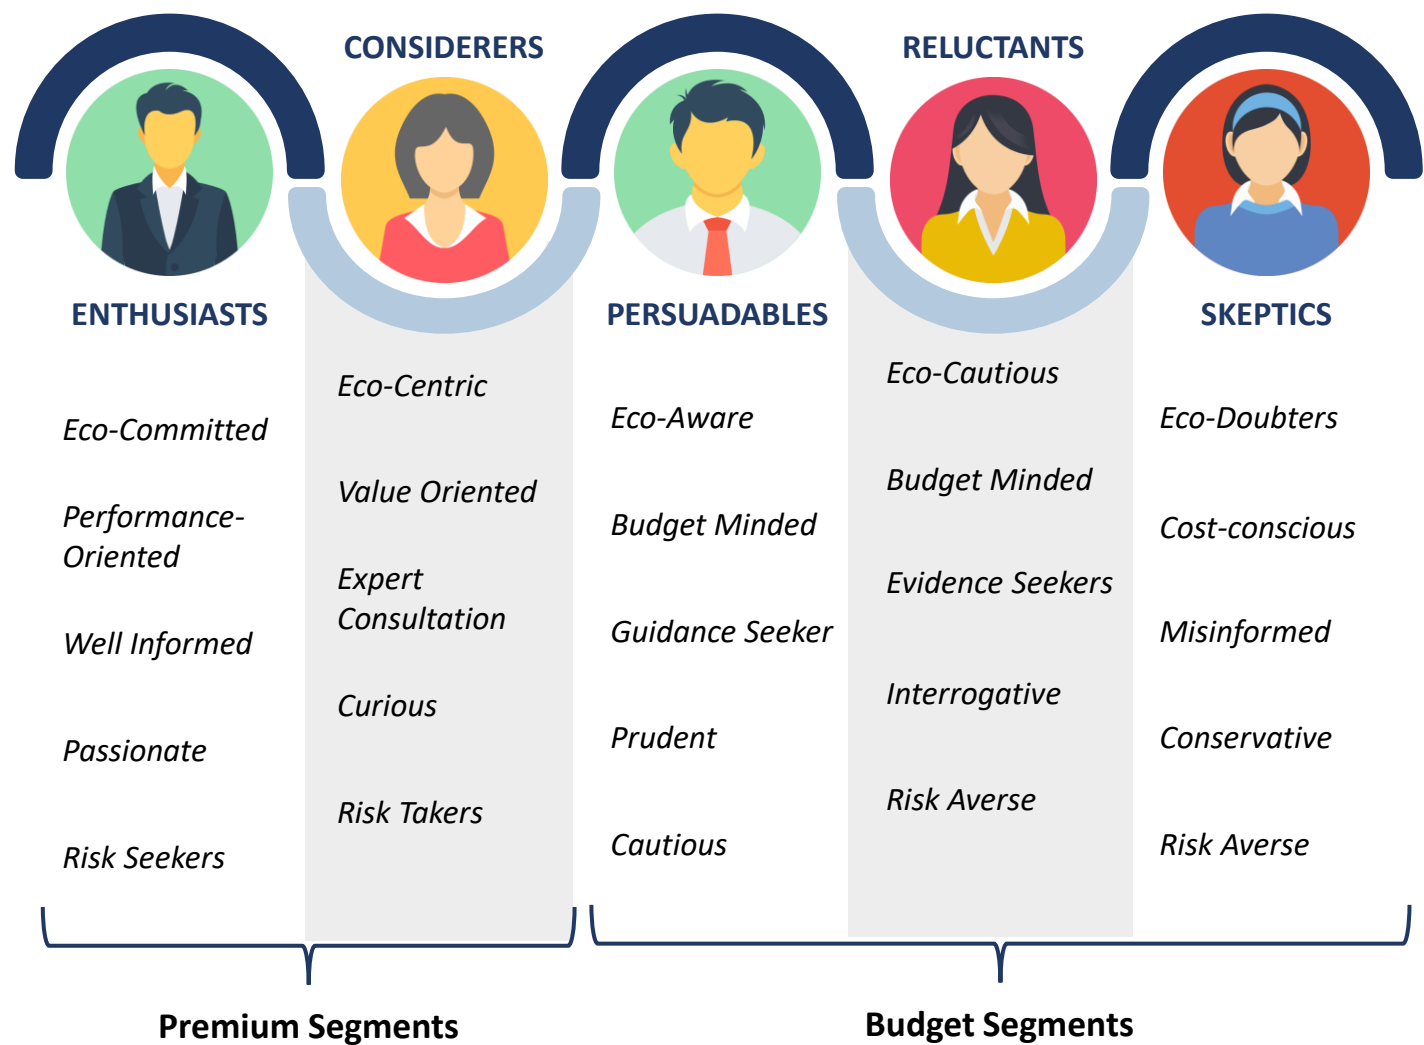 ENTHUSIASTS
Eco-Committed
Performance-
Oriented
Well Informed
Passionate
Risk Seekers
CONSIDERERS
Eco-Centric
Value Oriented
Expert
Consultation
Curious
Risk Takers
PERSUADABLES
Eco-Aware
Budget Minded
Guidance Seeker
Prudent
Cautious
RELUCTANTS
Eco-Cautious
Budget Minded
Evidence Seekers
Interrogative
Risk Averse
SKEPTICS
Eco-Doubters
Cost-conscious
Misinformed
Conservative
Risk Averse
Premium Segments
Budget Segments